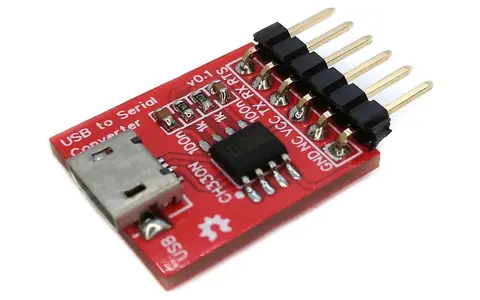 USB to Serial
Converter
v0.1
GND NC VCC TX RX RTS
100n
1K
1K
CH330N
100n
USB